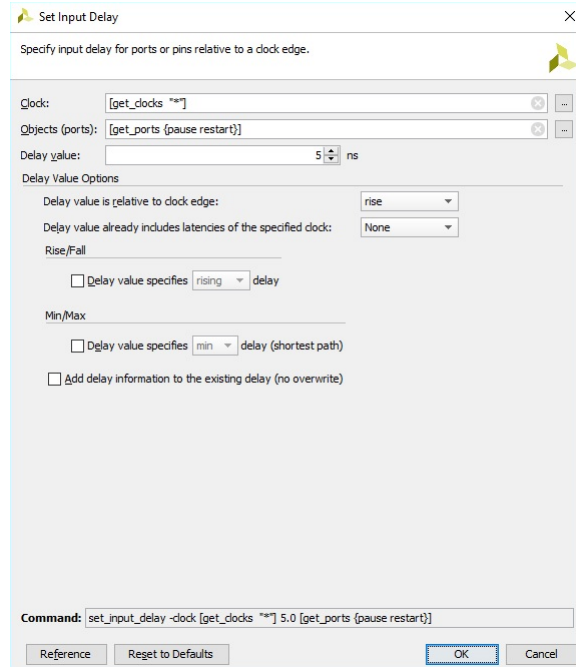 Set Input Delay
Specify input delay for ports or pins relative to a clock edge.
Clock: [get_clocks "*"] ...
Objects (ports): [get_ports {pause restart}] ...
Delay value: 5 ns
Delay Value Options
Delay value is relative to clock edge: rise
Delay value already includes latencies of the specified clock: None
Rise/Fall
Delay value specifies rising delay
Min/Max
Delay value specifies min delay (shortest path)
Add delay information to the existing delay (no overwrite)
Command: set_input_delay -clock [get_clocks "*"] 5.0 [get_ports {pause restart}]
Reference Reset to Defaults OK Cancel